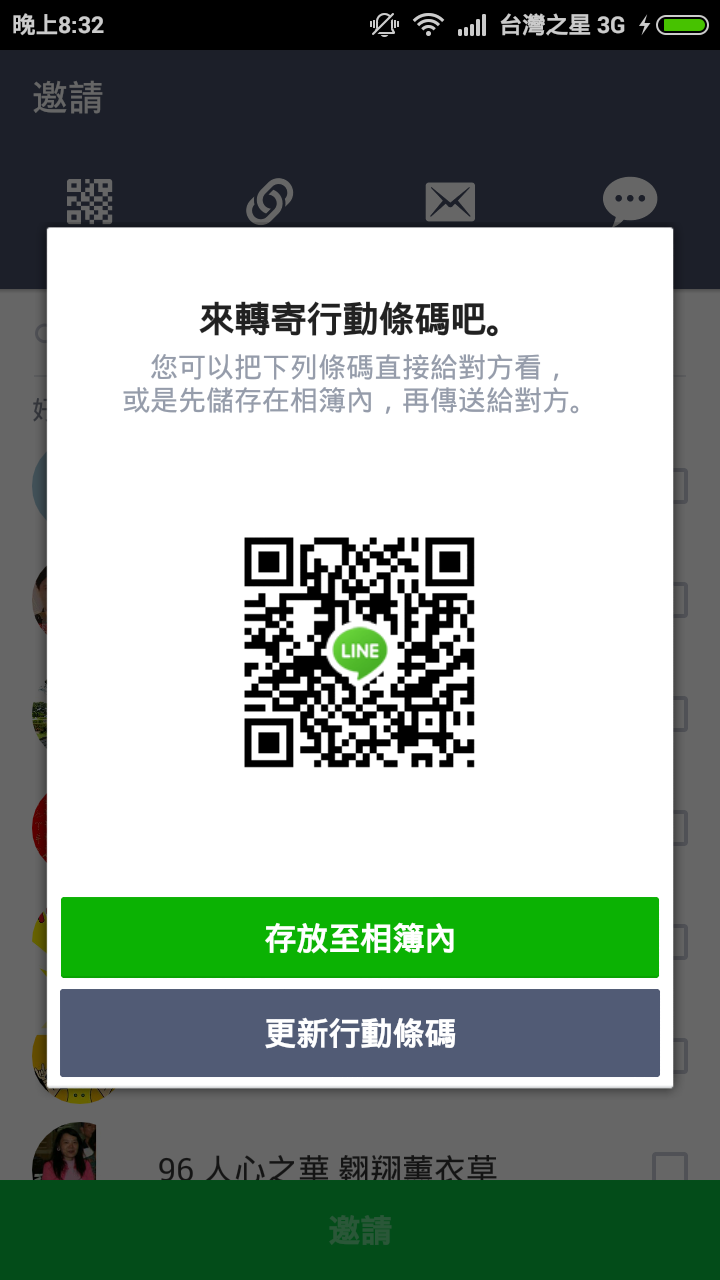 晚上8:32
台灣之星 3G
邀請
來轉寄行動條碼吧。
您可以把下列條碼直接給對方看，
或是先儲存在相簿內，再傳送給對方。
LINE
存放至相簿內
更新行動條碼
96 人心之華 翱翔薰衣草
邀請